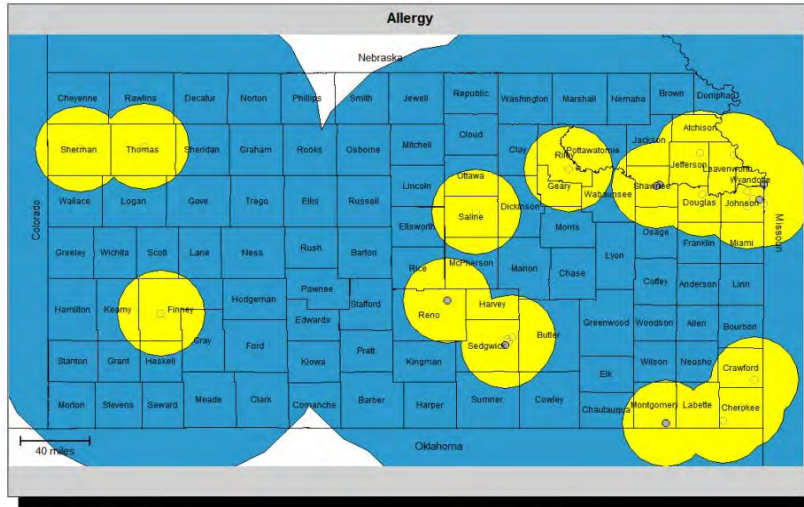 Allergy
Nebraska
Cheyenne Rawlins Decatur Norton Phillips Smith Jewell Republic Washington Marshall Nemaha Brown Doniphan
Atchison
Cloud
Sherman Thomas Sheridan Graham Rooks Osborne Mitchell Clay Riley Pottawatomie Jackson Jefferson Leavenworth
Wyandotte
Ottawa
Lincoln Geary Wabaunsee Shawnee
Wallace Logan Gove Trego Ellis Russell Saline Dickinson Douglas Johnson
Colorado
Ellsworth Morris Osage Missouri
Greeley Wichita Scott Lane Ness Rush Barton Rice McPherson Marion Chase Lyon Franklin Miami
Hamilton Kearny Finney Hodgeman Pawnee Stafford Reno Harvey Coffey Anderson Linn
Edwards
Gray Ford Sedgwick Butler Greenwood Woodson Allen Bourbon
Stanton Grant Haskell Kiowa Pratt Kingman Elk Wilson Neosho Crawford
Morton Stevens Seward Meade Clark Comanche Barber Harper Sumner Cowley Chautauqua Montgomery Labette Cherokee
Oklahoma
40 miles